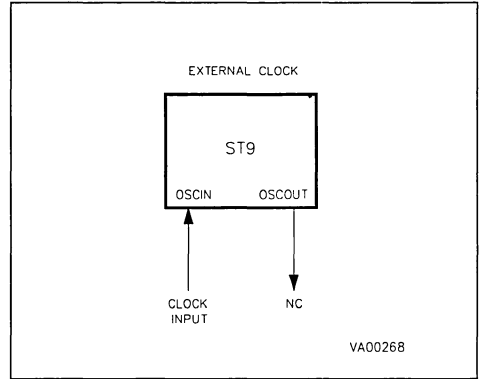 EXTERNAL CLOCK
ST9
OSCIN OSCOUT
CLOCK INPUT
NC
VA00268